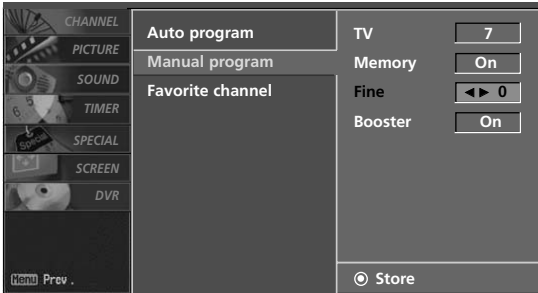 CHANNEL
PICTURE
SOUND
TIMER
SPECIAL
SCREEN
DVR
Menu Prev.
Auto program
Manual program
Favorite channel
TV 7
Memory On
Fine ◄► 0
Booster On
Store